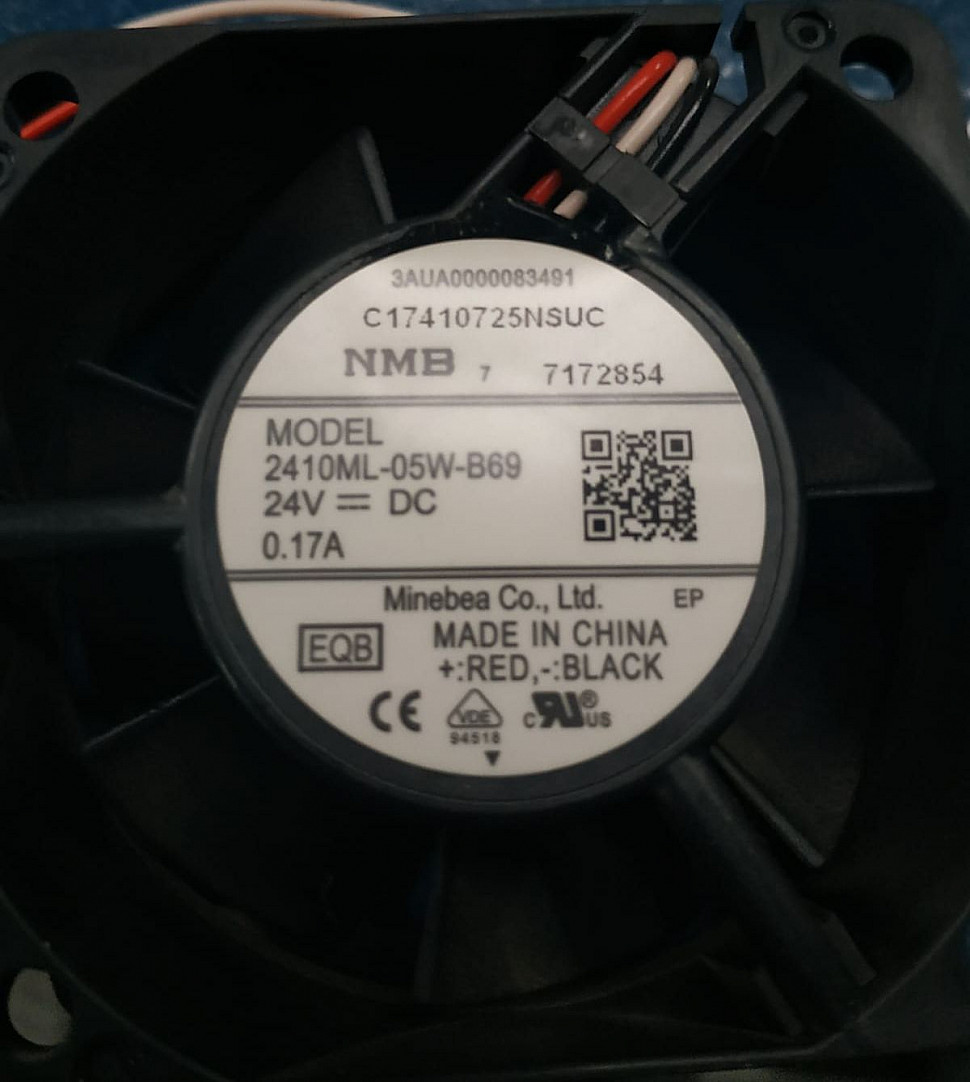 3AUA0000083491
C17410725NSUC
NMB 7 7172854
MODEL
2410ML-05W-B69
24V ⎓ DC
0.17A
Minebea Co., Ltd. EP
EQB MADE IN CHINA
+:RED,-:BLACK
CE VDE C RU ® US
94518